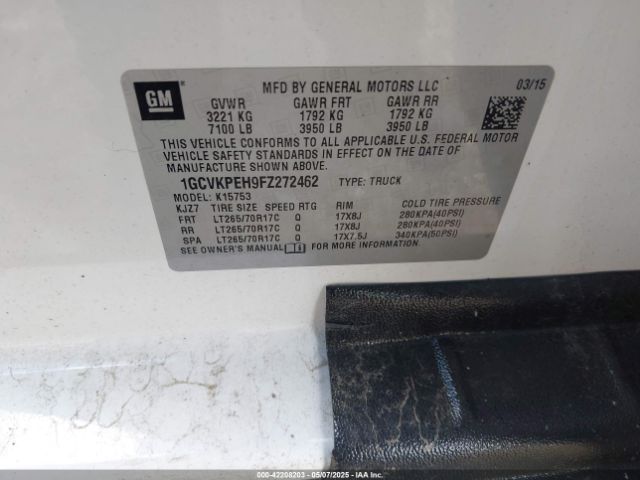 GM
MFD BY GENERAL MOTORS LLC 03/15
GVWR GAWR FRT GAWR RR
3221 KG 1792 KG 1792 KG
7100 LB 3950 LB 3950 LB
THIS VEHICLE CONFORMS TO ALL APPLICABLE U.S. FEDERAL MOTOR
VEHICLE SAFETY STANDARDS IN EFFECT ON THE DATE OF
MANUFACTURE SHOWN ABOVE.
1GCVKPEH9FZ272462 TYPE: TRUCK
MODEL: K15753
KJZ7 TIRE SIZE SPEED RTG RIM COLD TIRE PRESSURE
FRT LT265/70R17C Q 17X8J 280KPA(40PSI)
RR LT265/70R17C Q 17X8J 280KPA(40PSI)
SPA LT265/70R17C Q 17X7.5J 340KPA(50PSI)
SEE OWNER'S MANUAL FOR MORE INFORMATION.
000-42208203 - 05/07/2025 - IAA Inc.